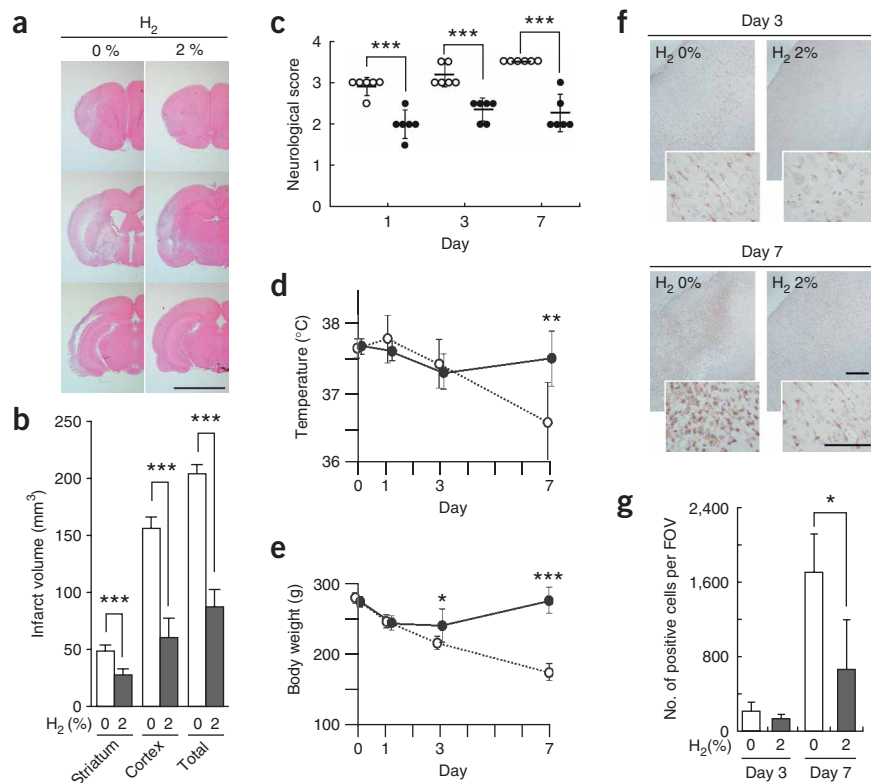 a
H2
0 %
2 %
b
Infarct volume (mm3)
250
200
150
100
50
0
***
***
***
H2 (%)
0 2 0 2 0 2
Striatum
Cortex
Total
c
Neurological score
4
3
2
1
0
***
***
***
1 3 7
Day
d
Temperature (°C)
38
37
36
**
0 1 3 7
Day
e
Body weight (g)
300
200
100
*
***
0 1 3 7
Day
f
Day 3
H2 0%
H2 2%
Day 7
H2 0%
H2 2%
g
No. of positive cells per FOV
2,400
1,600
800
0
*
H2(%)
0 2 0 2
Day 3
Day 7